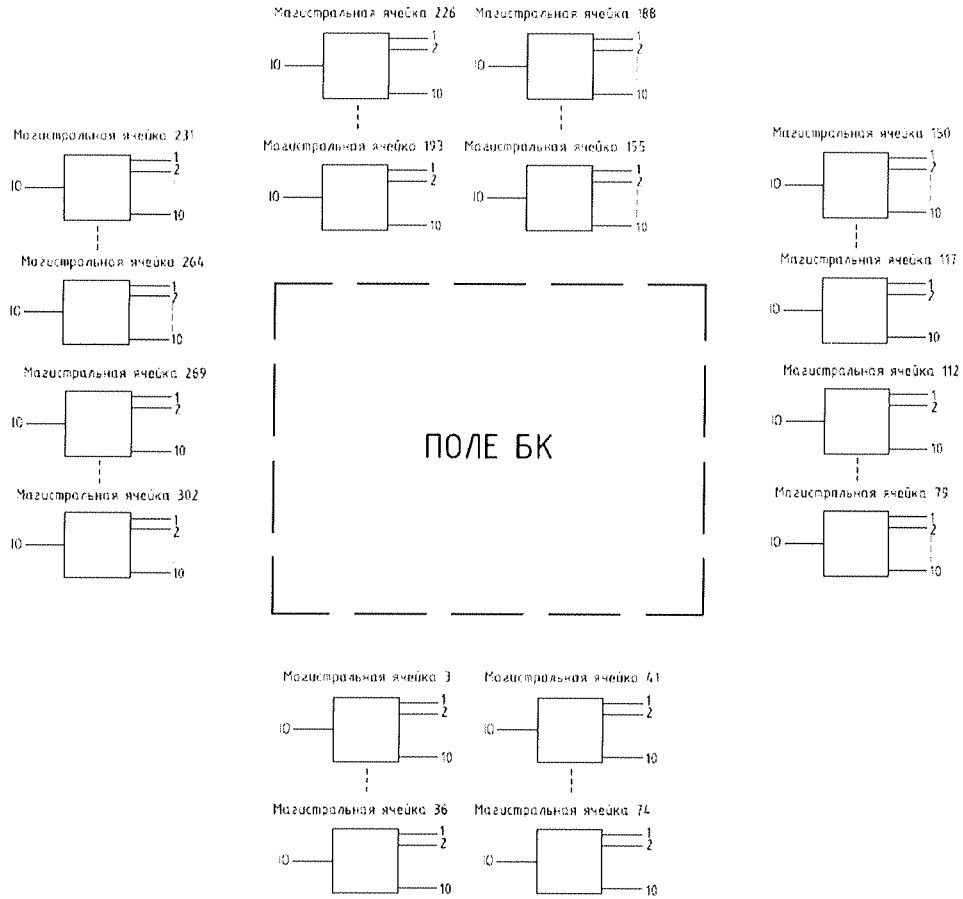 Магистральная ячейка 226
1
2
IO
10
Магистральная ячейка 188
1
2
IO
10
Магистральная ячейка 231
1
2
IO
10
Магистральная ячейка 193
1
2
IO
10
Магистральная ячейка 155
1
2
IO
10
Магистральная ячейка 150
1
2
IO
10
Магистральная ячейка 264
1
2
IO
10
Магистральная ячейка 117
1
2
IO
10
Магистральная ячейка 269
1
2
IO
10
ПОЛЕ БК
Магистральная ячейка 112
1
2
IO
10
Магистральная ячейка 302
1
2
IO
10
Магистральная ячейка 79
1
2
IO
10
Магистральная ячейка 3
1
2
IO
10
Магистральная ячейка 41
1
2
IO
10
Магистральная ячейка 36
1
2
IO
10
Магистральная ячейка 74
1
2
IO
10